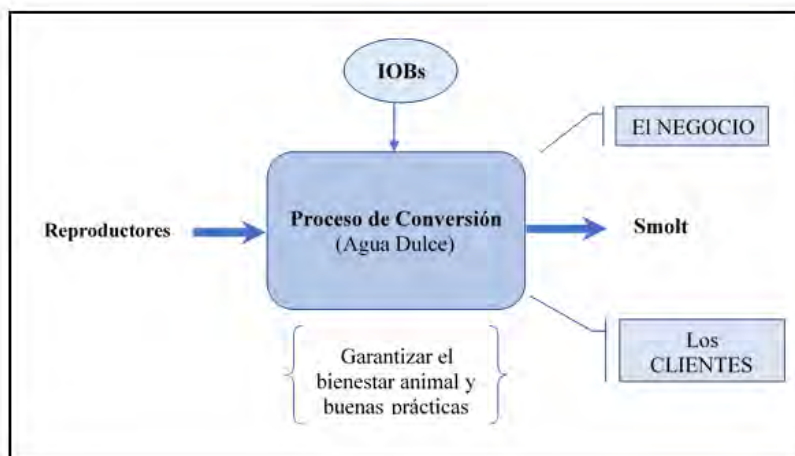 IOBs
El NEGOCIO
Reproductores
Proceso de Conversión
(Agua Dulce)
Smolt
Garantizar el
bienestar animal y
buenas prácticas
Los
CLIENTES